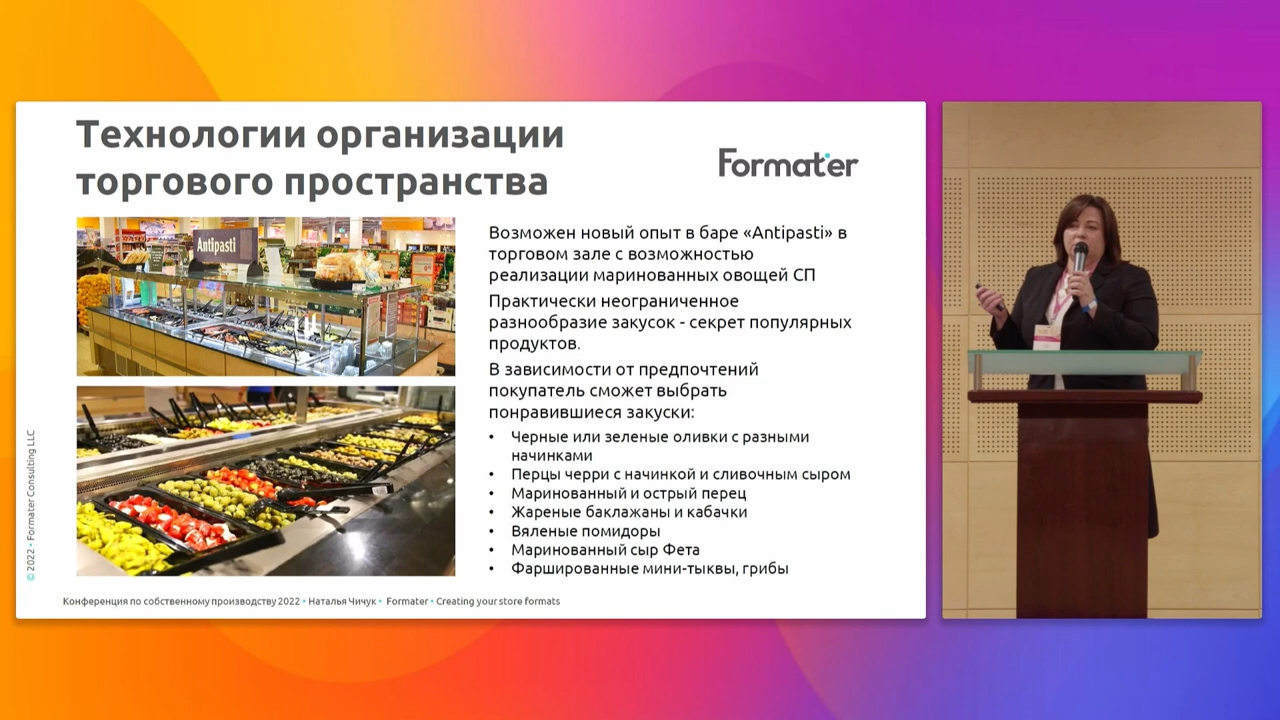 Технологии организации
торгового пространства
Formater
Antipasti
Возможен новый опыт в баре «Antipasti» в
торговом зале с возможностью
реализации маринованных овощей СП
Практически неограниченное
разнообразие закусок - секрет популярных
продуктов.
В зависимости от предпочтений
покупатель сможет выбрать
понравившиеся закуски:
• Черные или зеленые оливки с разными
начинками
• Перцы черри с начинкой и сливочным сыром
• Маринованный и острый перец
• Жареные баклажаны и кабачки
• Вяленые помидоры
• Маринованный сыр Фета
• Фаршированные мини-тыквы, грибы
© 2022 • Formater Consulting LLC
Конференция по собственному производству 2022 • Наталья Чичук • Formater • Creating your store formats